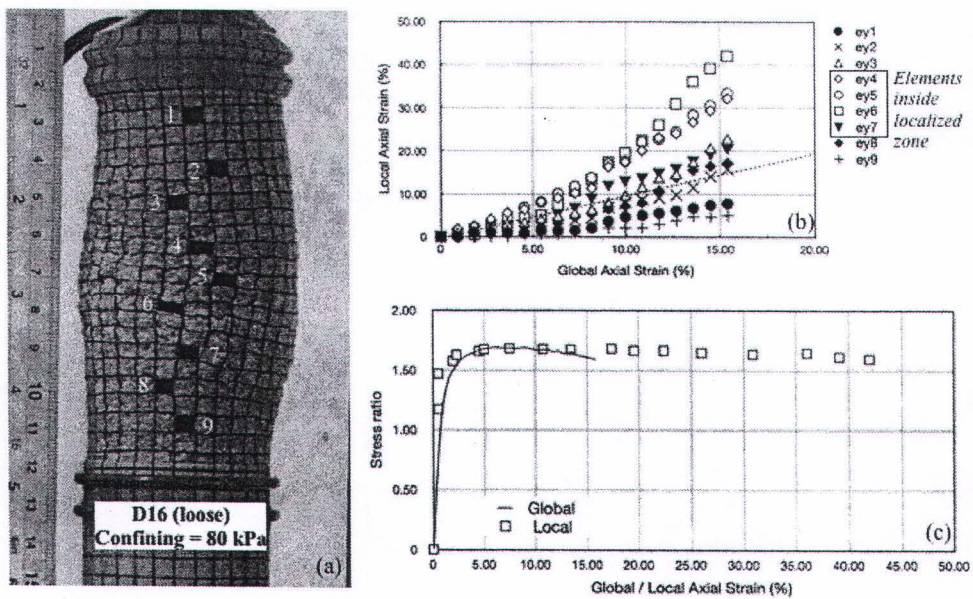 1
2
3
4
5
6
7
8
9
D16 (loose)
Confining = 80 kPa
(a)
50.00
40.00
30.00
20.00
10.00
0
0
5.00
10.00
15.00
20.00
Local Axial Strain (%)
Global Axial Strain (%)
(b)
ey1
ey2
ey3
ey4
ey5
ey6
ey7
ey8
ey9
Elements
inside
localized
zone
2.00
1.50
1.00
0.50
0
0
5.00
10.00
15.00
20.00
25.00
30.00
35.00
40.00
45.00
50.00
Stress ratio
Global
Local
(c)
Global / Local Axial Strain (%)